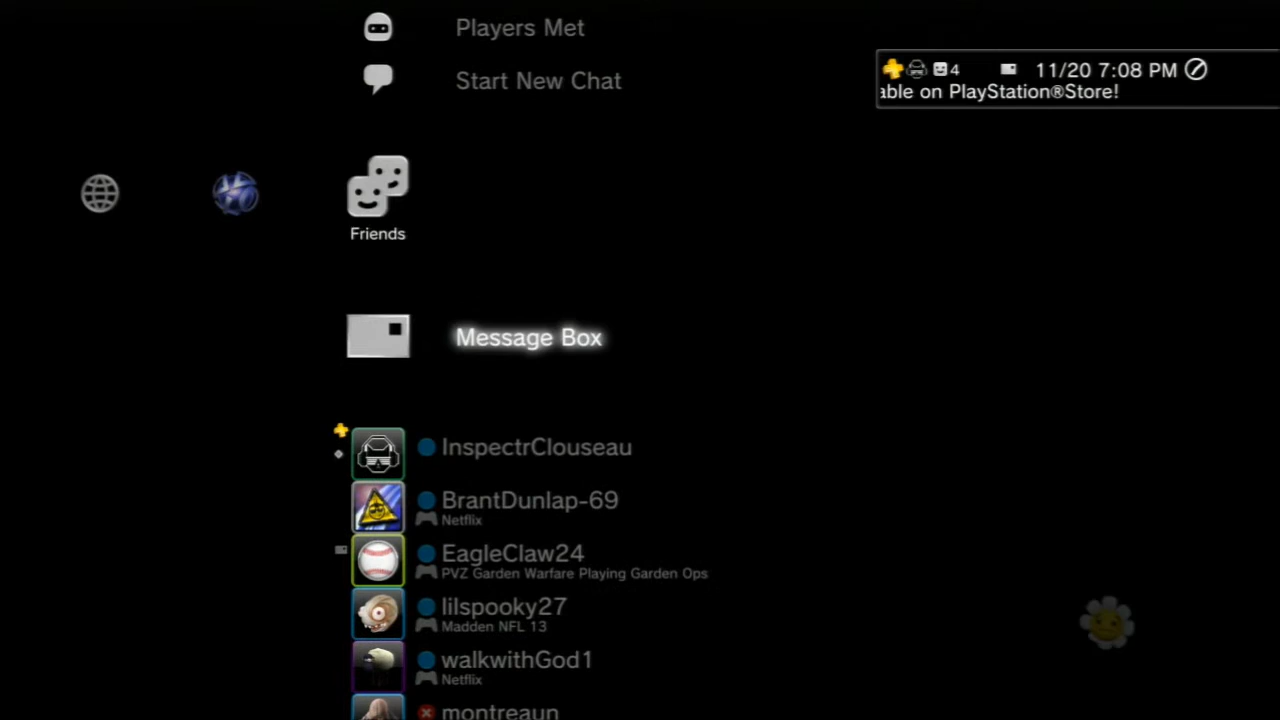 Players Met
Start New Chat
4 11/20 7:08 PM
able on PlayStation®Store!
Friends
Message Box
InspectrClouseau
BrantDunlap-69
Netflix
EagleClaw24
PVZ Garden Warfare Playing Garden Ops
lilspooky27
Madden NFL 13
walkwithGod1
Netflix
montreaun